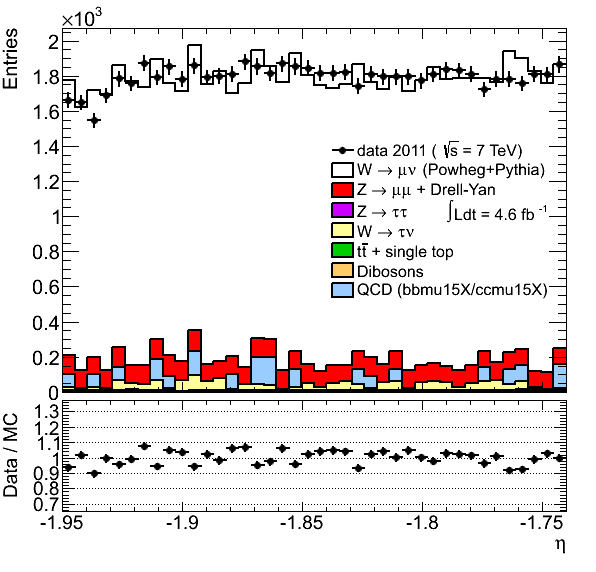 ×10³
Entries
2
1.8
1.6
1.4
1.2
1
0.8
0.6
0.4
0.2
0
data 2011 ( √s = 7 TeV)
W → μν (Powheg+Pythia)
Z → μμ + Drell-Yan
Z → ττ ∫Ldt = 4.6 fb⁻¹
W → τν
tt̄ + single top
Dibosons
QCD (bbmu15X/ccmu15X)
Data / MC
1.3
1.2
1.1
1
0.9
0.8
0.7
-1.95 -1.9 -1.85 -1.8 -1.75
η